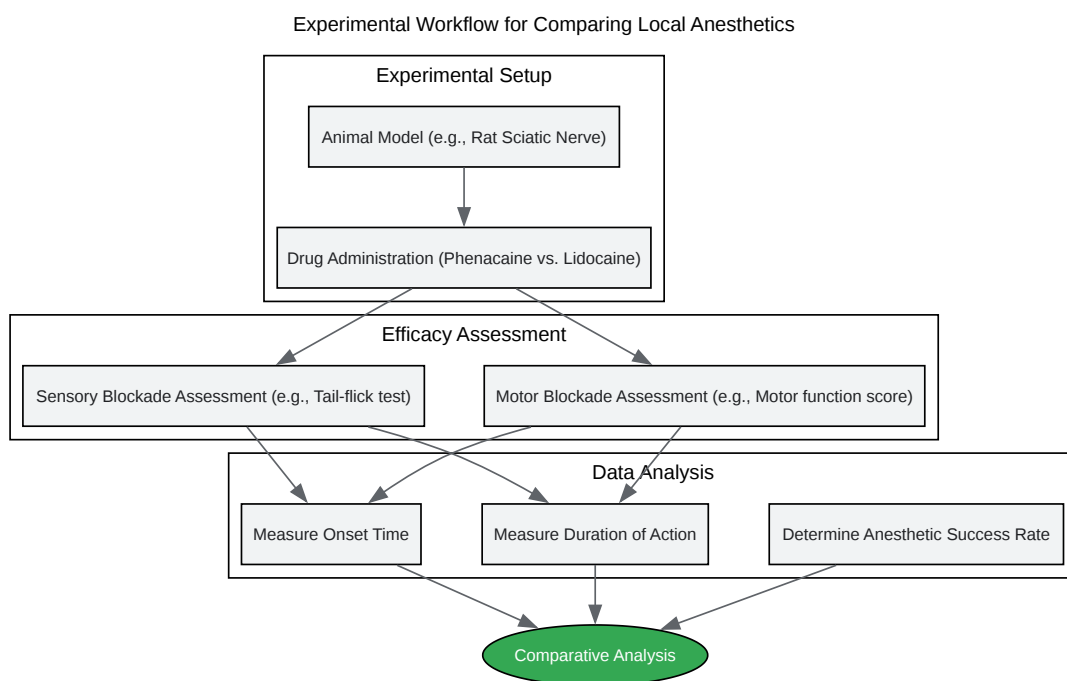 Experimental Workflow for Comparing Local Anesthetics
Experimental Setup
Animal Model (e.g., Rat Sciatic Nerve)
Drug Administration (Phenacaine vs. Lidocaine)
Efficacy Assessment
Sensory Blockade Assessment (e.g., Tail-flick test)
Motor Blockade Assessment (e.g., Motor function score)
Data Analysis
Measure Onset Time
Measure Duration of Action
Determine Anesthetic Success Rate
Comparative Analysis